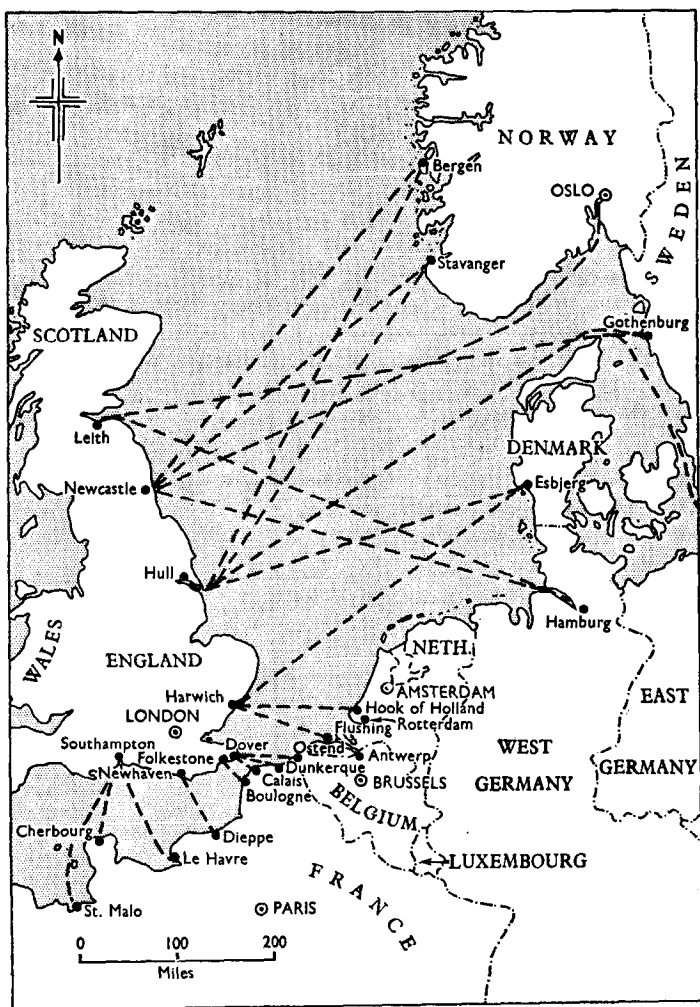 N
NORWAY
Bergen
OSLO
SWEDEN
Stavanger
SCOTLAND
Gothenburg
Leith
DENMARK
Newcastle
Esbjerg
Hull
Hamburg
WALES
ENGLAND
NETH.
Harwich
AMSTERDAM
EAST
GERMANY
LONDON
Hook of Holland
Rotterdam
Flushing
WEST
GERMANY
Southampton
Dover
Ostend
Folkestone
Antwerp
Newhaven
Dunkerque
Calais
BRUSSELS
Boulogne
BELGIUM
Cherbourg
Dieppe
Le Havre
LUXEMBOURG
FRANCE
St. Malo
PARIS
0 100 200
Miles